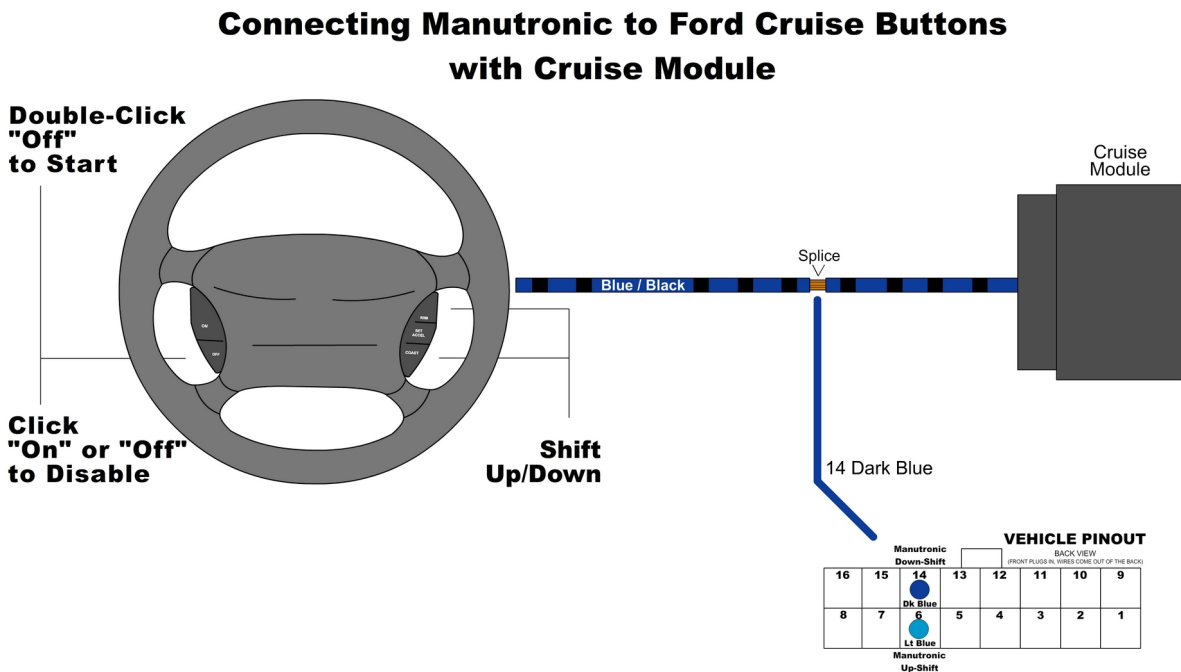 Connecting Manutronic to Ford Cruise Buttons
with Cruise Module
Double-Click
"Off"
to Start
Click
"On" or "Off"
to Disable
ON
OFF
RSM
SET
ACCEL
COAST
Shift
Up/Down
Blue / Black
Splice
Cruise
Module
14 Dark Blue
VEHICLE PINOUT
BACK VIEW
(FRONT PLUGS IN, WIRES COME OUT OF THE BACK)
Manutronic
Down-Shift
16 15 14 13 12 11 10 9
Dk Blue
8 7 6 5 4 3 2 1
Lt Blue
Manutronic
Up-Shift